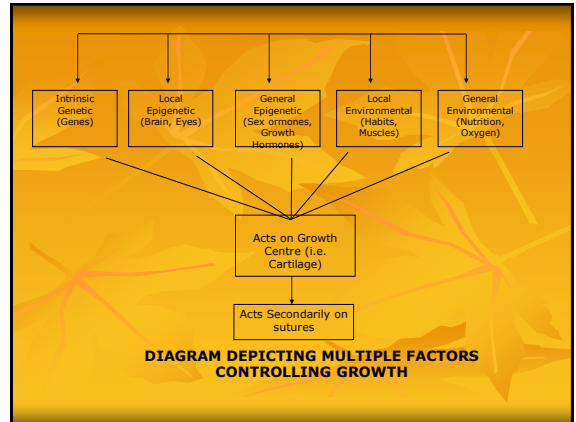 Intrinsic
Genetic
(Genes)
Local
Epigenetic
(Brain, Eyes)
General
Epigenetic
(Sex ormones,
Growth
Hormones)
Local
Environmental
(Habits,
Muscles)
General
Environmental
(Nutrition,
Oxygen)
Acts on Growth
Centre (i.e.
Cartilage)
Acts Secondarily on
sutures
DIAGRAM DEPICTING MULTIPLE FACTORS
CONTROLLING GROWTH